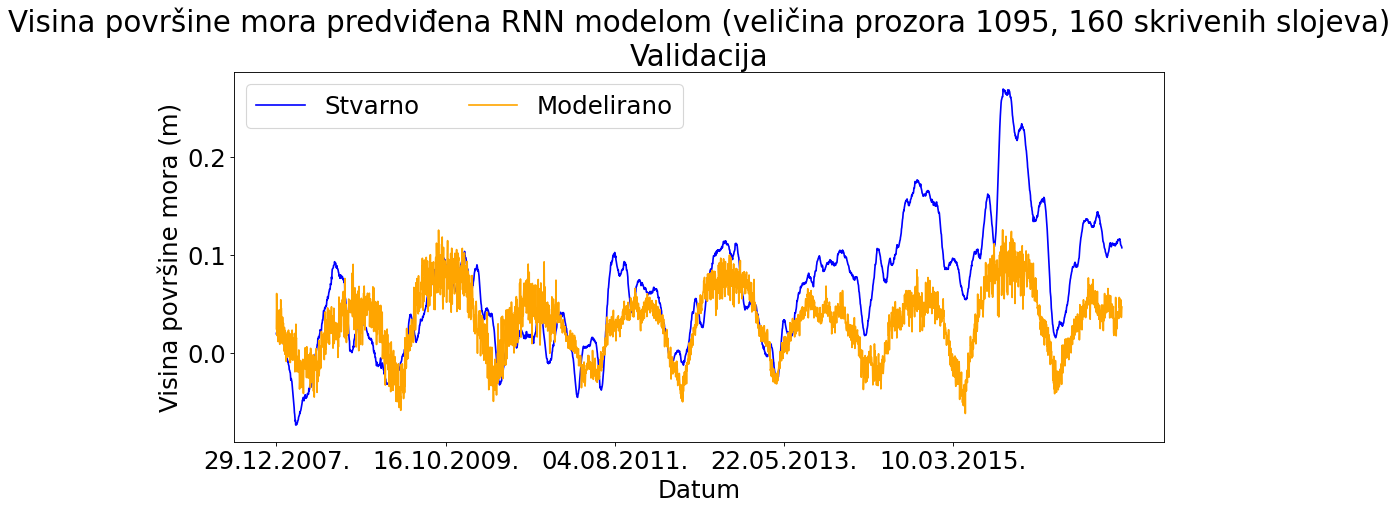 Visina površine mora predviđena RNN modelom (veličina prozora 1095, 160 skrivenih slojeva)
Validacija
Stvarno
Modelirano
Visina površine mora (m)
0.2
0.1
0.0
29.12.2007.
16.10.2009.
04.08.2011.
22.05.2013.
10.03.2015.
Datum